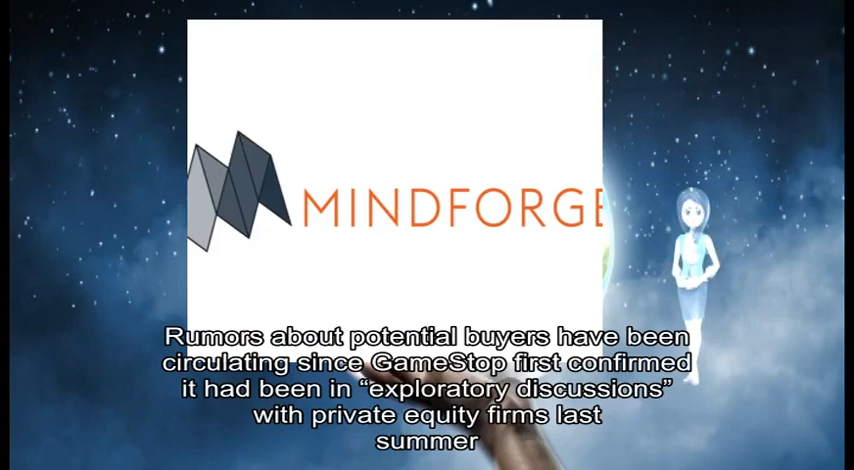 MINDFORGE
Rumors about potential buyers have been
circulating since GameStop first confirmed
it had been in “exploratory discussions”
with private equity firms last
summer